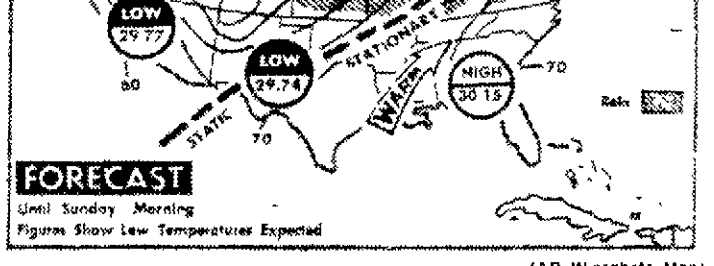 LOW
29.77
60
LOW
29.74
STATIONARY
WARM
HIGH
30 15
70
STATIC
70
Rain
FORECAST
Until Sunday Morning
Figures Show Low Temperatures Expected
(AP Wirephoto Map)